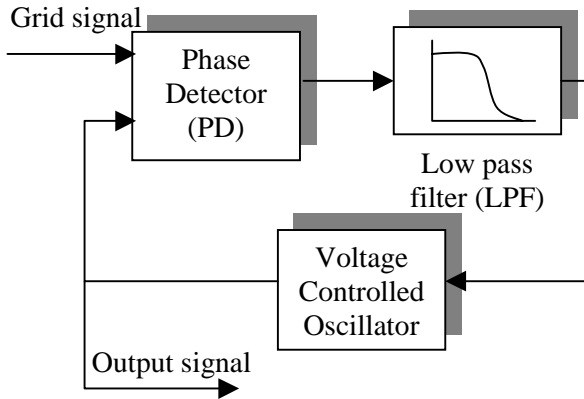 Grid signal
Phase
Detector
(PD)
Low pass
filter (LPF)
Voltage
Controlled
Oscillator
Output signal